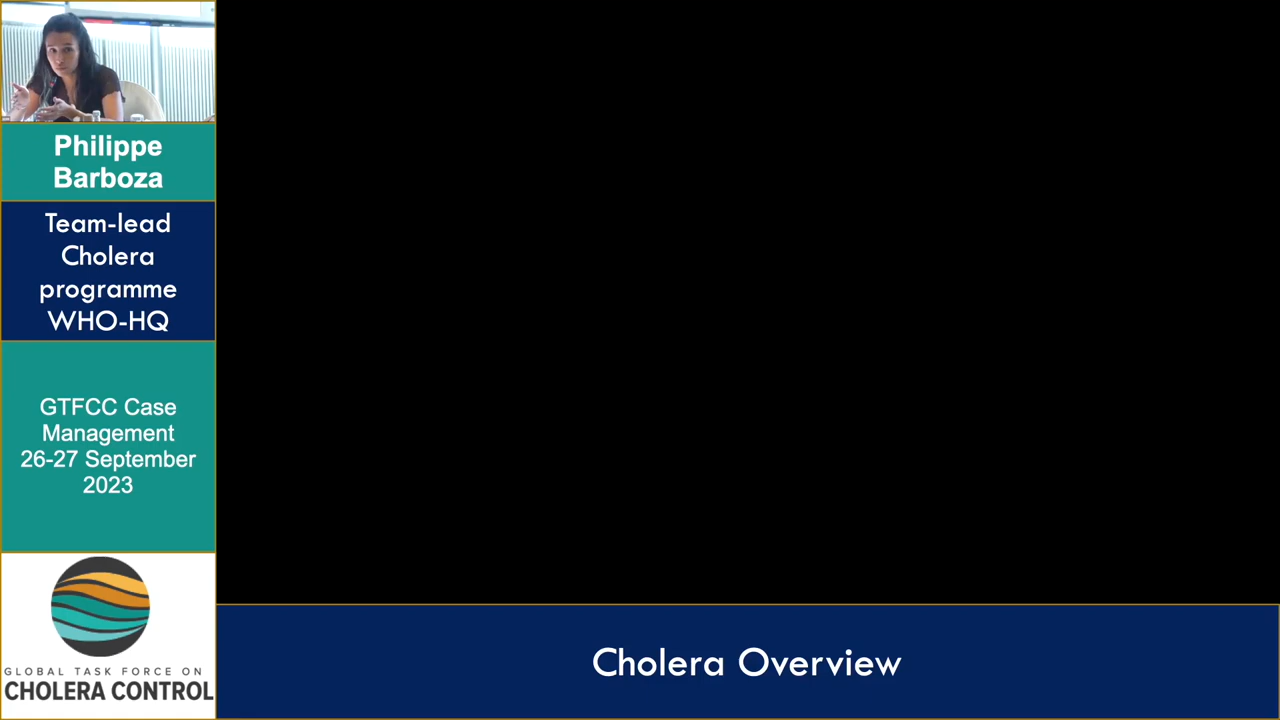 Philippe
Barboza
Team-lead
Cholera
programme
WHO-HQ
GTFCC Case
Management
26-27 September
2023
GLOBAL TASK FORCE ON
CHOLERA CONTROL
Cholera Overview